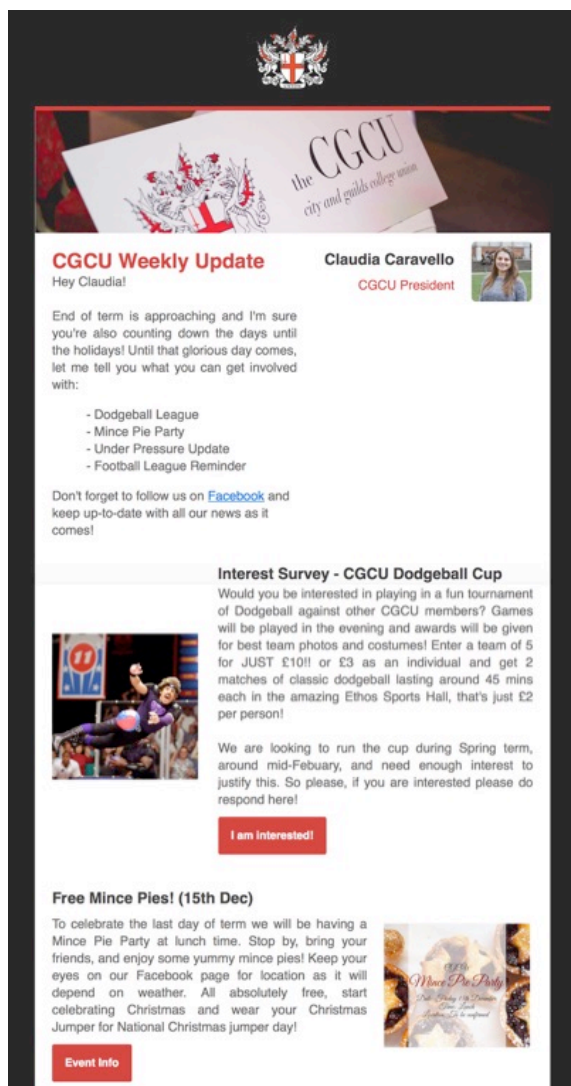 the CGCU
city and guilds college union
CGCU Weekly Update
Hey Claudia!
Claudia Caravello
CGCU President
End of term is approaching and I'm sure
you're also counting down the days until
the holidays! Until that glorious day comes,
let me tell you what you can get involved
with:
- Dodgeball League
- Mince Pie Party
- Under Pressure Update
- Football League Reminder
Don't forget to follow us on Facebook and
keep up-to-date with all our news as it
comes!
Interest Survey - CGCU Dodgeball Cup
Would you be interested in playing in a fun tournament
of Dodgeball against other CGCU members? Games
will be played in the evening and awards will be given
for best team photos and costumes! Enter a team of 5
for JUST £10!! or £3 as an individual and get 2
matches of classic dodgeball lasting around 45 mins
each in the amazing Ethos Sports Hall, that's just £2
per person!
We are looking to run the cup during Spring term,
around mid-Febuary, and need enough interest to
justify this. So please, if you are interested please do
respond here!
11
I am interested!
Free Mince Pies! (15th Dec)
To celebrate the last day of term we will be having a
Mince Pie Party at lunch time. Stop by, bring your
friends, and enjoy some yummy mince pies! Keep your
eyes on our Facebook page for location as it will
depend on weather. All absolutely free, start
celebrating Christmas and wear your Christmas
Jumper for National Christmas jumper day!
Mince Pie Party
Event Info